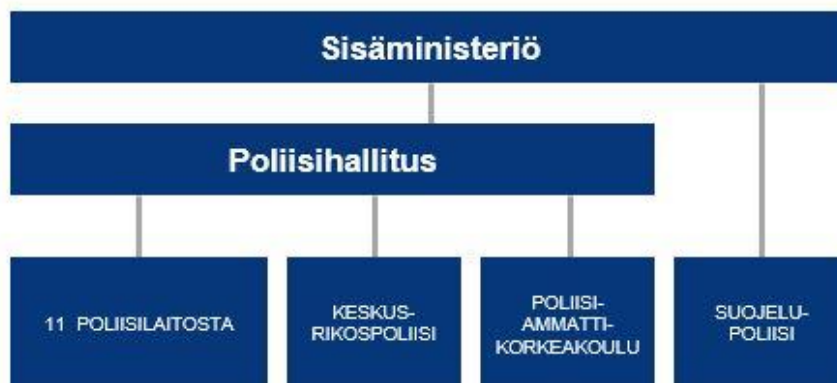 Sisäministeriö
Poliisihallitus
11 POLIISILAITOSTA
KESKUS-
RIKOSPOLIISI
POLIISI-
AMMATTI-
KORKEAKOULU
SUOJELU-
POLIISI